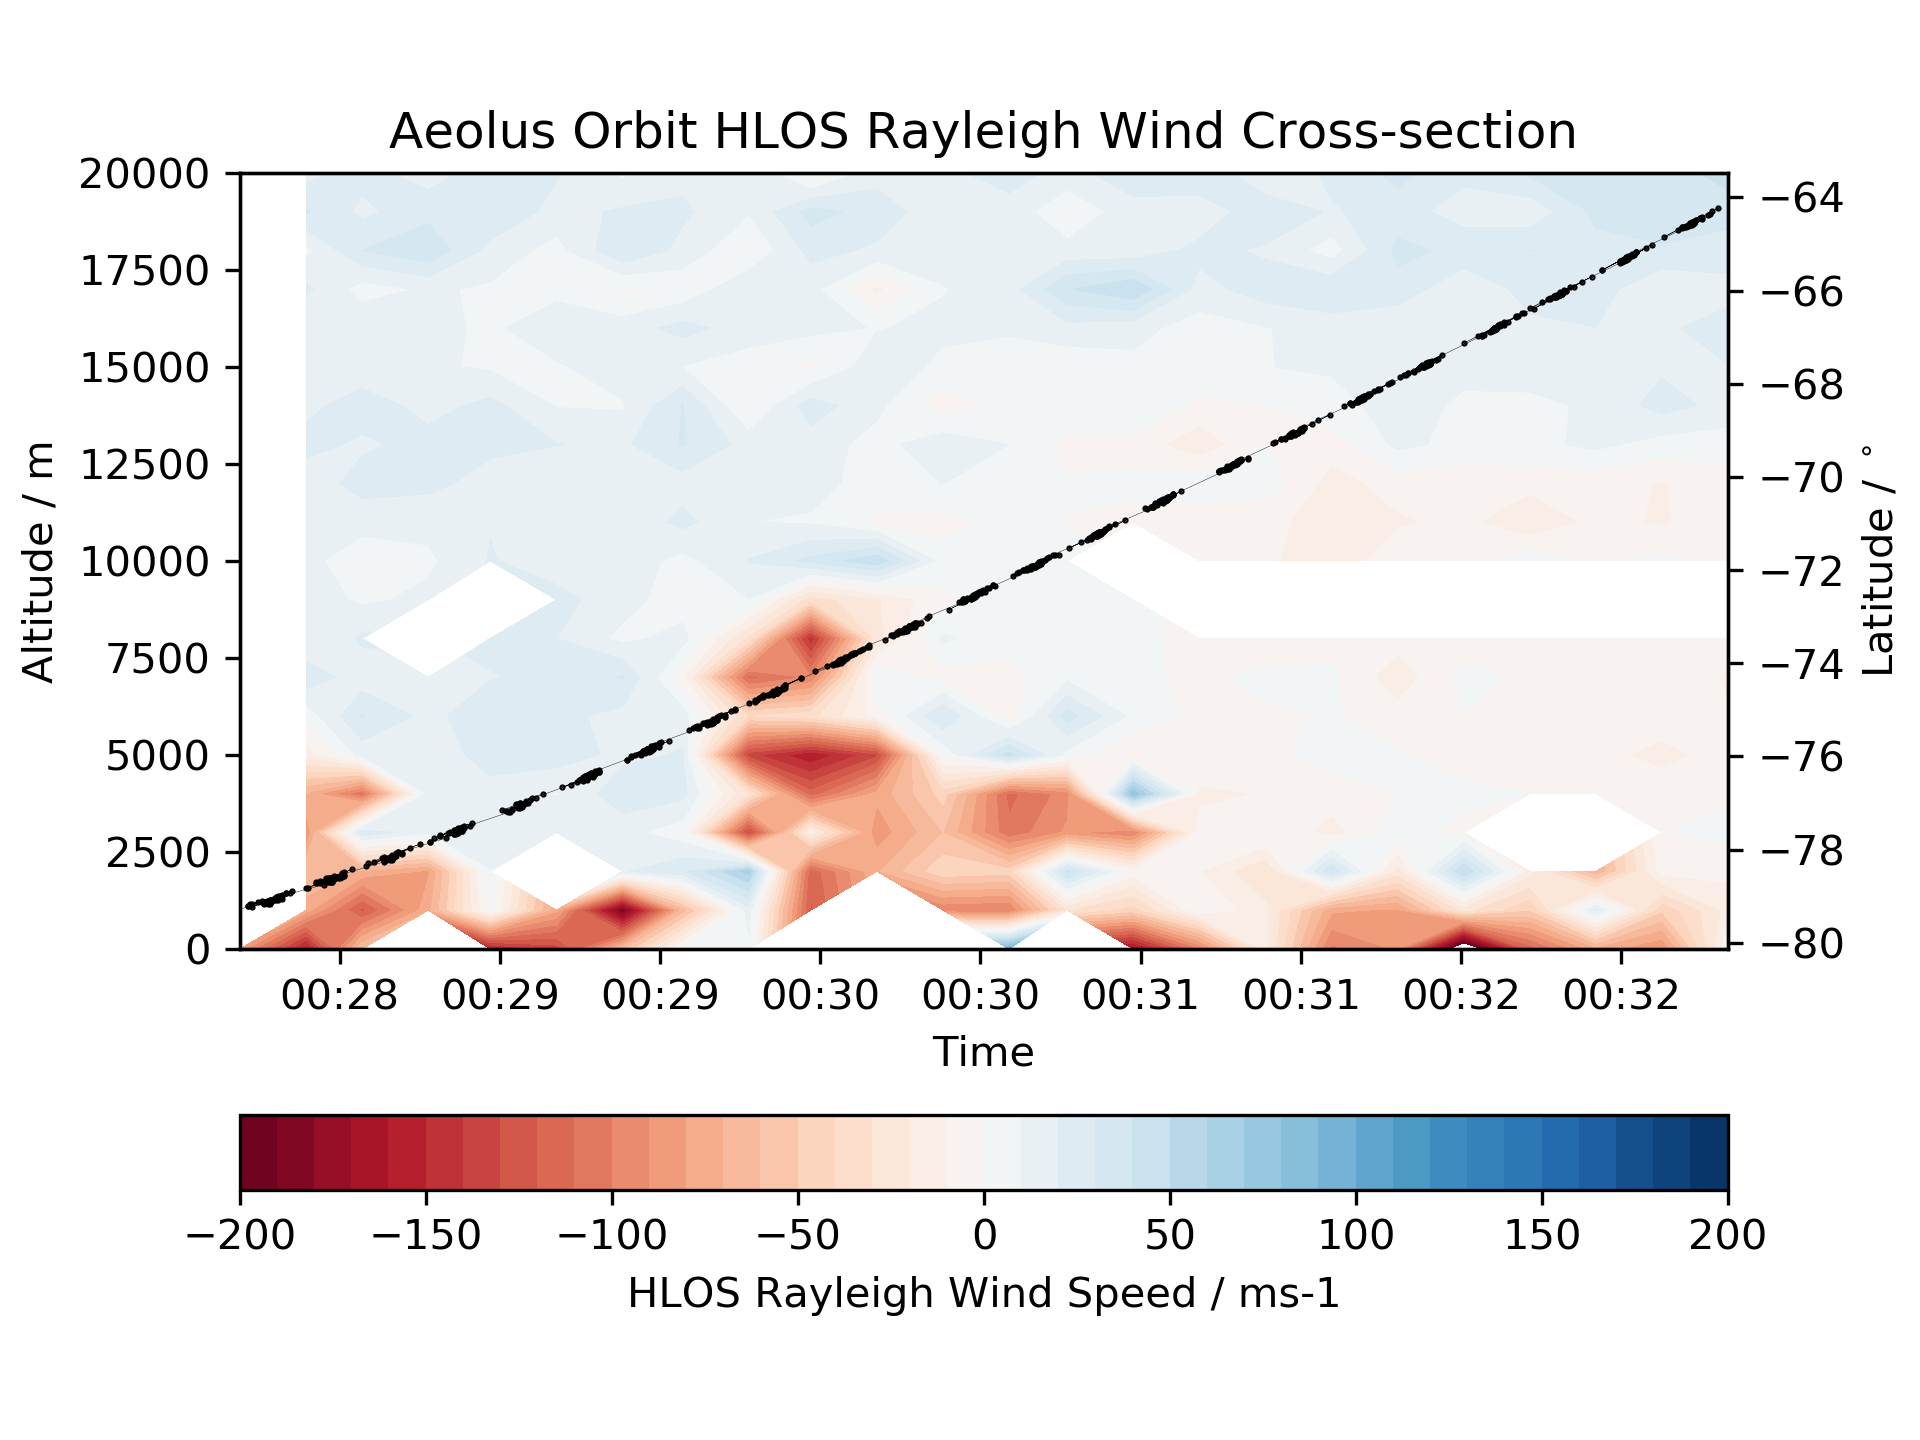 Aeolus Orbit HLOS Rayleigh Wind Cross-section
20000
17500
15000
12500
10000
7500
5000
2500
0
Altitude / m
−64
−66
−68
−70
−72
−74
−76
−78
−80
Latitude / °
00:28 00:29 00:29 00:30 00:30 00:31 00:31 00:32 00:32
Time
−200 −150 −100 −50 0 50 100 150 200
HLOS Rayleigh Wind Speed / ms-1